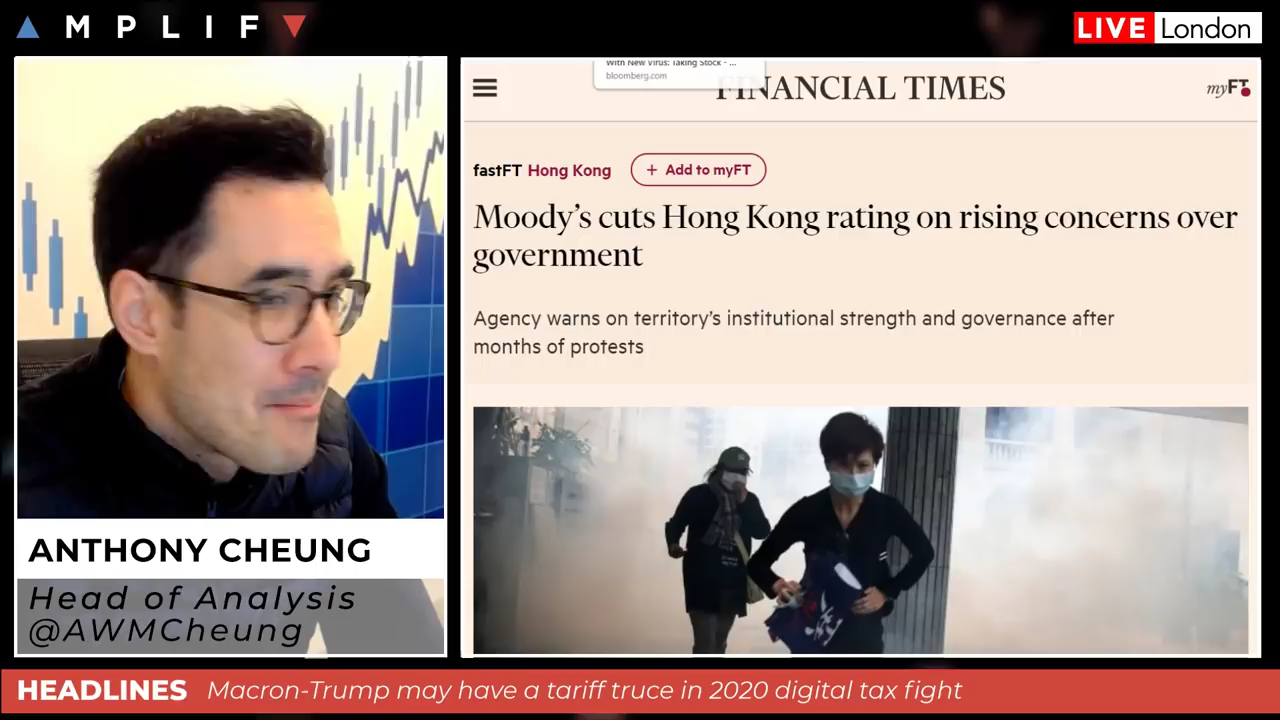 AMPLIFY
LIVE London
With New Virus: Taking Stock - ...
bloomberg.com
FINANCIAL TIMES
myFT
fastFT Hong Kong
+ Add to myFT
Moody's cuts Hong Kong rating on rising concerns over
government
Agency warns on territory's institutional strength and governance after
months of protests
ANTHONY CHEUNG
Head of Analysis
@AWMCheung
HEADLINES Macron-Trump may have a tariff truce in 2020 digital tax fight